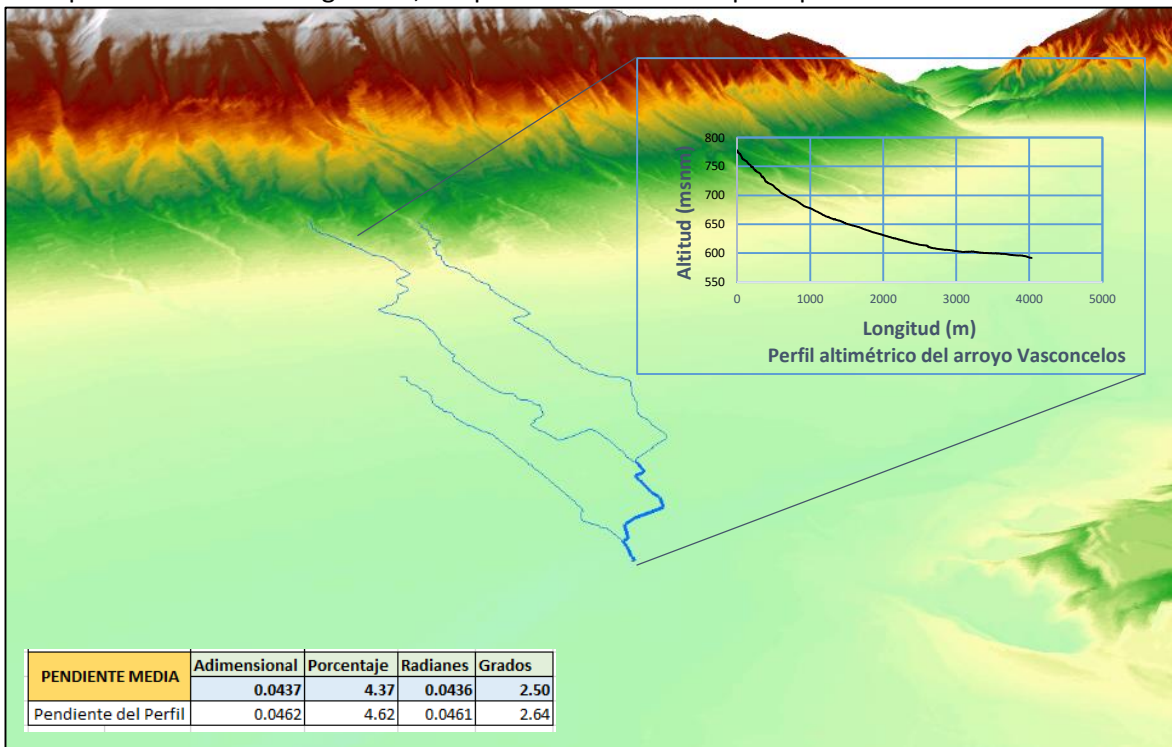 800
750
700
650
600
550
Altitud (msnm)
0 1000 2000 3000 4000 5000
Longitud (m)
Perfil altimétrico del arroyo Vasconcelos
PENDIENTE MEDIA Adimensional Porcentaje Radianes Grados
0.0437 4.37 0.0436 2.50
Pendiente del Perfil 0.0462 4.62 0.0461 2.64